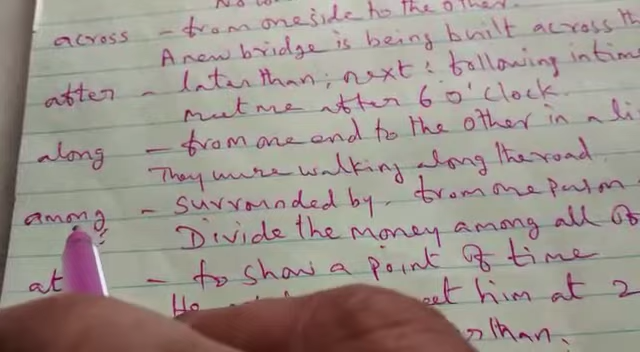 across - from one side to the other.
A new bridge is being built across
after - later than; next; following in
meet me after 6 o'clock.
along - from one end to the other in a
They were walking along the road.
among - surrounded by, from one person
Divide the money among all of
at - to show a point of time
him at 2
than.